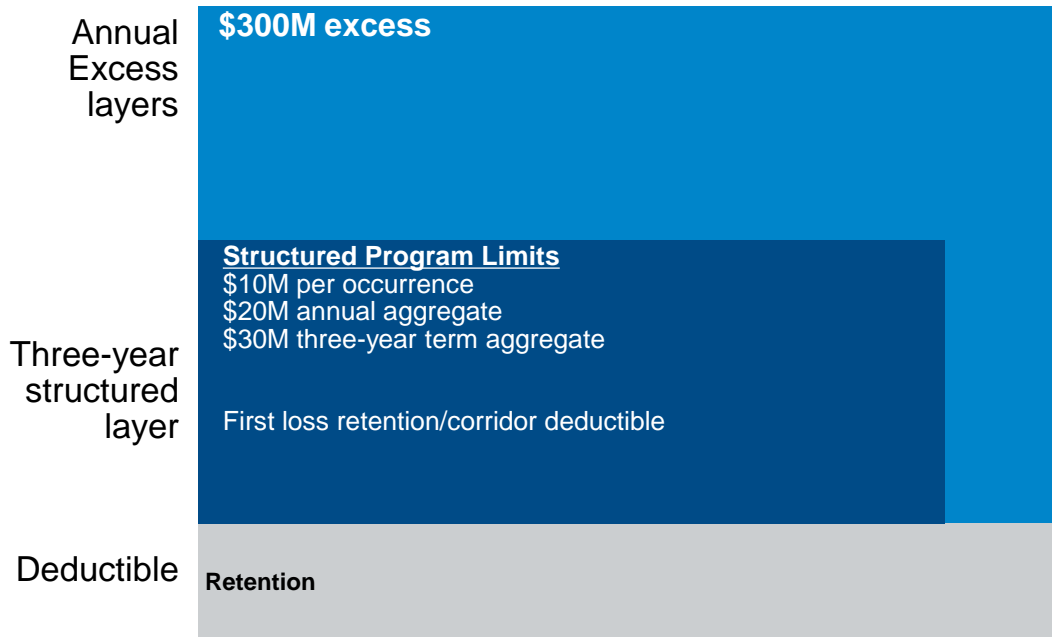 Annual
Excess
layers
$300M excess
Structured Program Limits
$10M per occurrence
$20M annual aggregate
$30M three-year term aggregate
Three-year
structured
layer
First loss retention/corridor deductible
Deductible
Retention